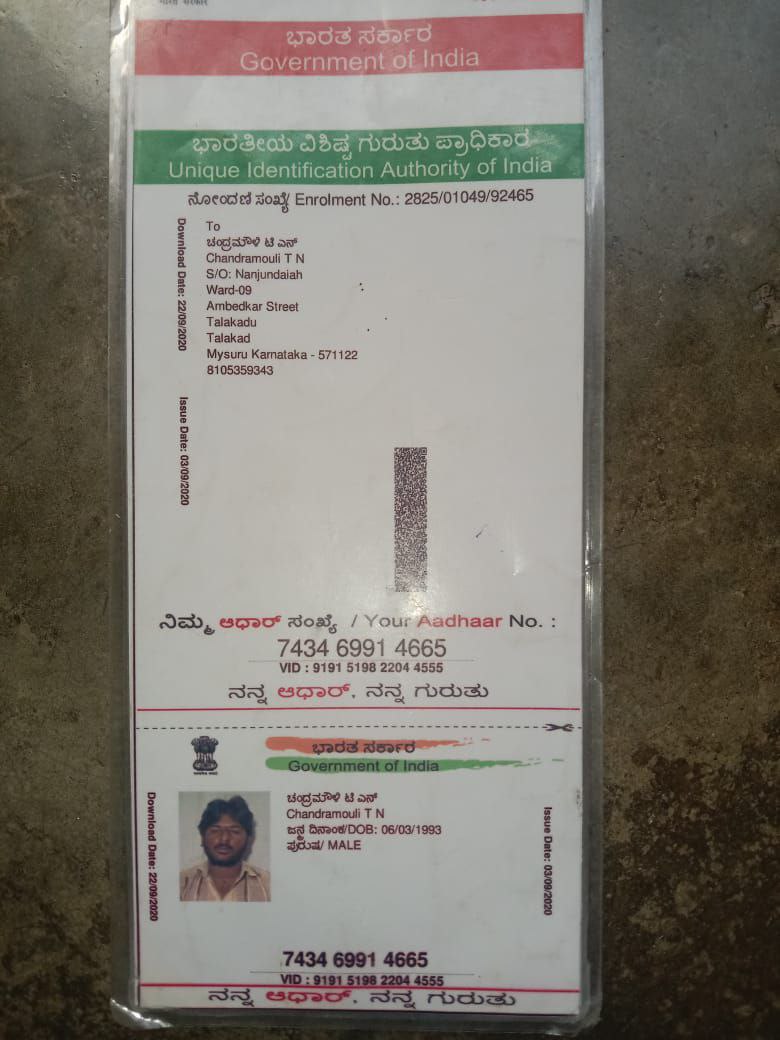 भारत सरकार
ಭಾರತ ಸರ್ಕಾರ
Government of India
ಭಾರತೀಯ ವಿಶಿಷ್ಟ ಗುರುತು ಪ್ರಾಧಿಕಾರ
Unique Identification Authority of India
ನೋಂದಣಿ ಸಂಖ್ಯೆ/ Enrolment No.: 2825/01049/92465
Download Date: 22/09/2020
Issue Date: 03/09/2020
To
ಚಂದ್ರಮೌಳಿ ಟಿ ಎನ್
Chandramouli T N
S/O: Nanjundaiah
Ward-09
Ambedkar Street
Talakadu
Talakad
Mysuru Karnataka - 571122
8105359343
ನಿಮ್ಮ ಆಧಾರ್ ಸಂಖ್ಯೆ / Your Aadhaar No. :
7434 6991 4665
VID : 9191 5198 2204 4555
ನನ್ನ ಆಧಾರ್, ನನ್ನ ಗುರುತು
ಭಾರತ ಸರ್ಕಾರ
Government of India
Download Date: 22/09/2020
ಚಂದ್ರಮೌಳಿ ಟಿ ಎನ್
Chandramouli T N
ಜನ್ಮ ದಿನಾಂಕ/DOB: 06/03/1993
ಪುರುಷ/ MALE
Issue Date: 03/09/2020
7434 6991 4665
VID : 9191 5198 2204 4555
ನನ್ನ ಆಧಾರ್, ನನ್ನ ಗುರುತು